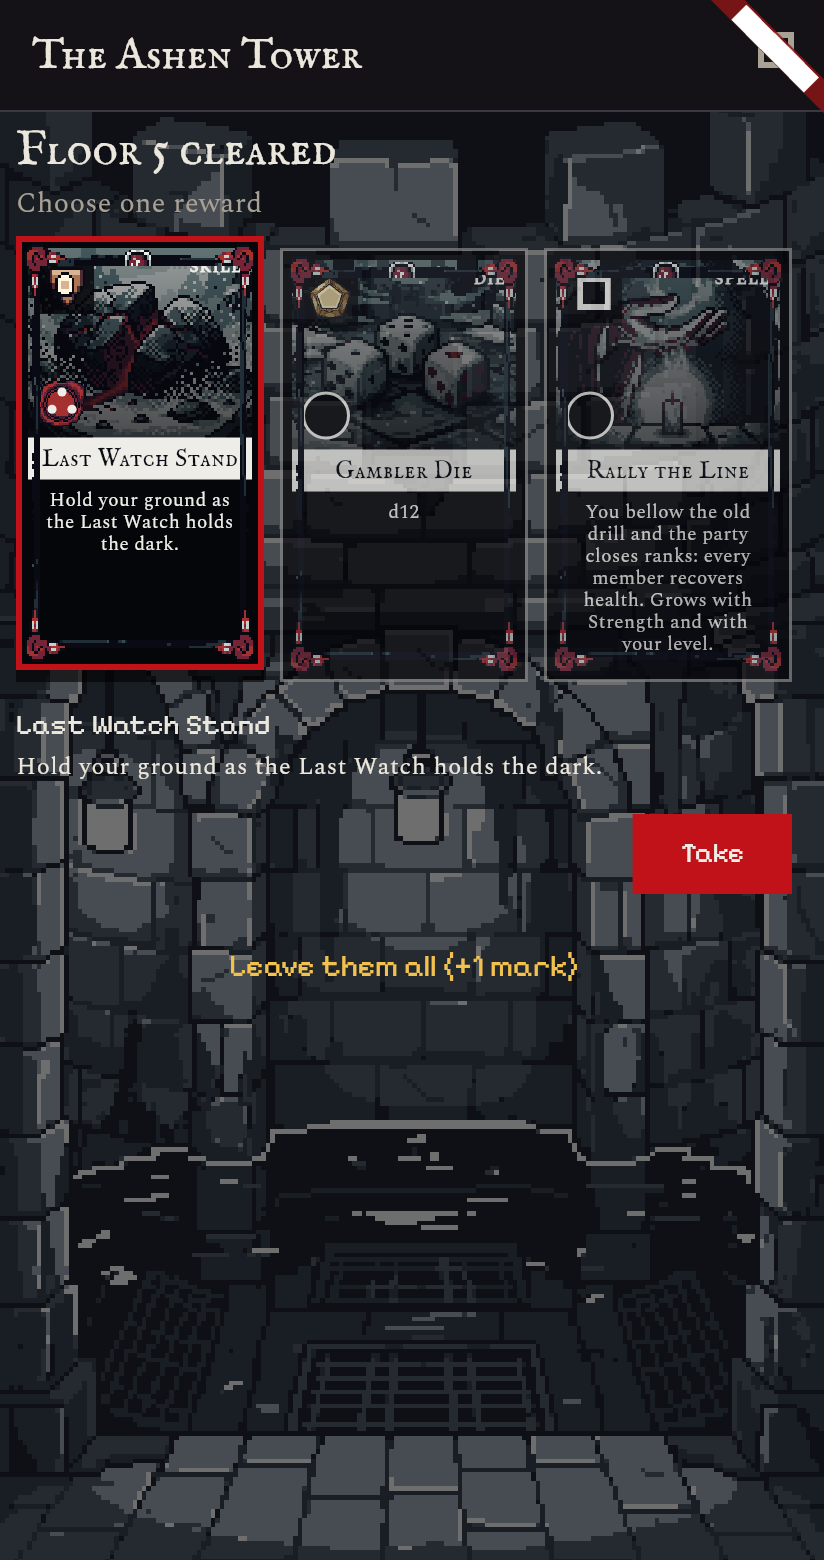 The Ashen Tower
Floor 5 cleared
Choose one reward
SKILL
DIE
SPELL
Last Watch Stand
Gambler Die
Rally the Line
Hold your ground as
the Last Watch holds
the dark.
d12
You bellow the old
drill and the party
closes ranks: every
member recovers
health. Grows with
Strength and with
your level.
Last Watch Stand
Hold your ground as the Last Watch holds the dark.
Take
Leave them all (+1 mark)